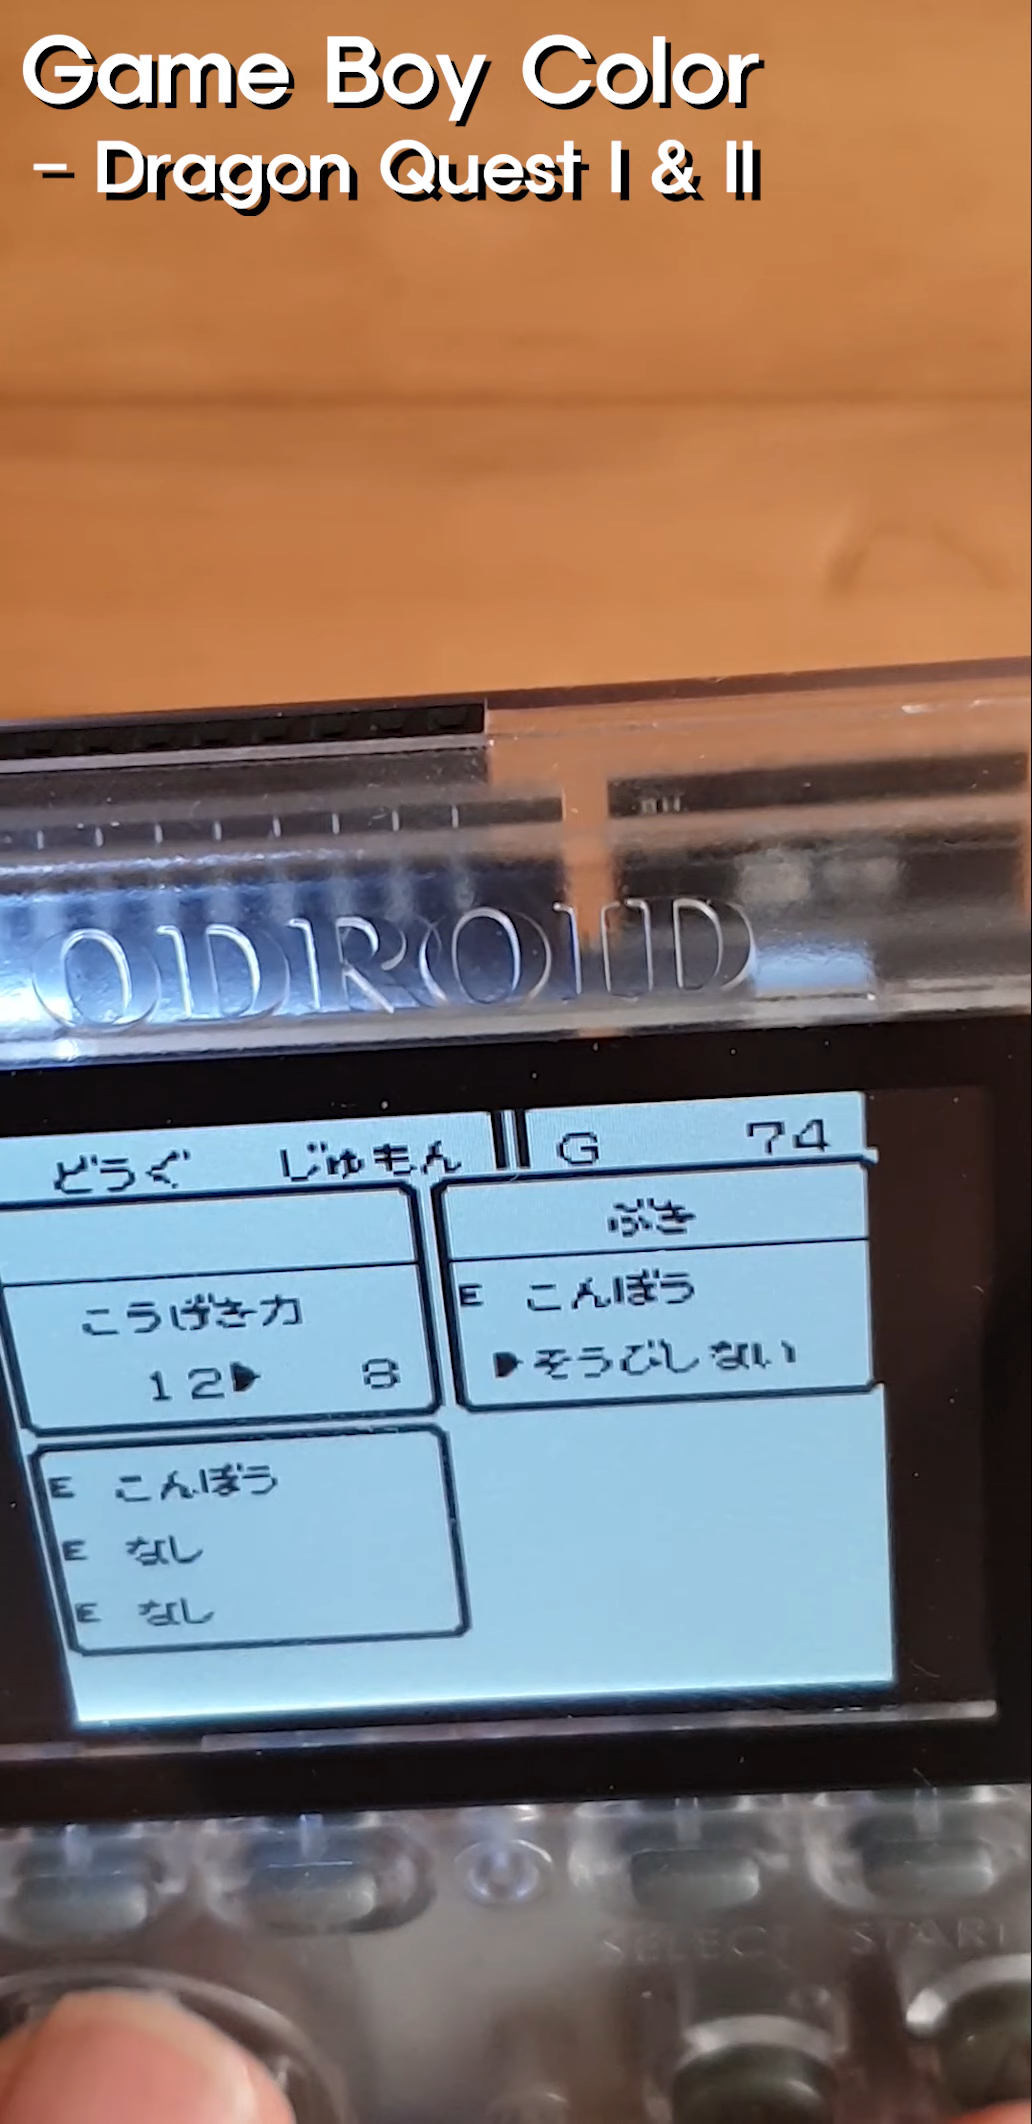 Game Boy Color
– Dragon Quest I & II
ODROID
どうぐ じゅもん
G 74
ぶき
こうげき力
12▶ 8
E こんぼう
▶そうびしない
E こんぼう
E なし
E なし
SELECT START